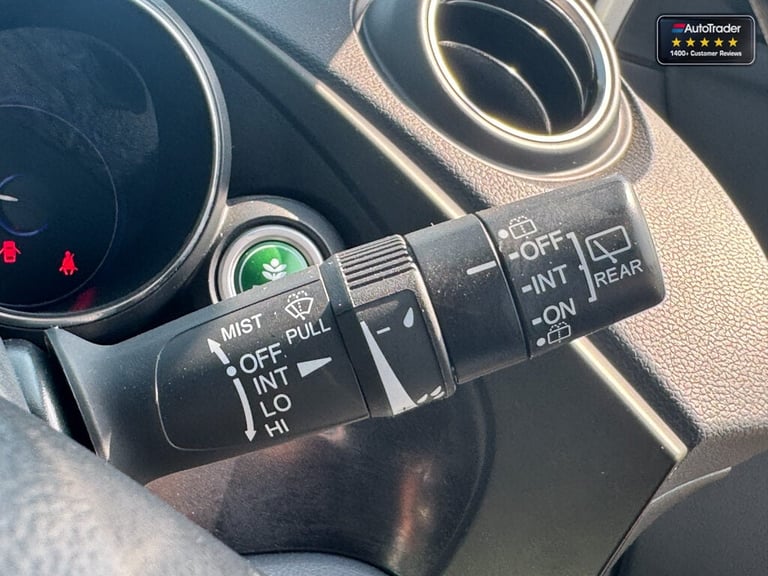 AutoTrader
1400+ Customer Reviews
MIST
PULL
OFF
INT
LO
HI
OFF
INT
ON
REAR